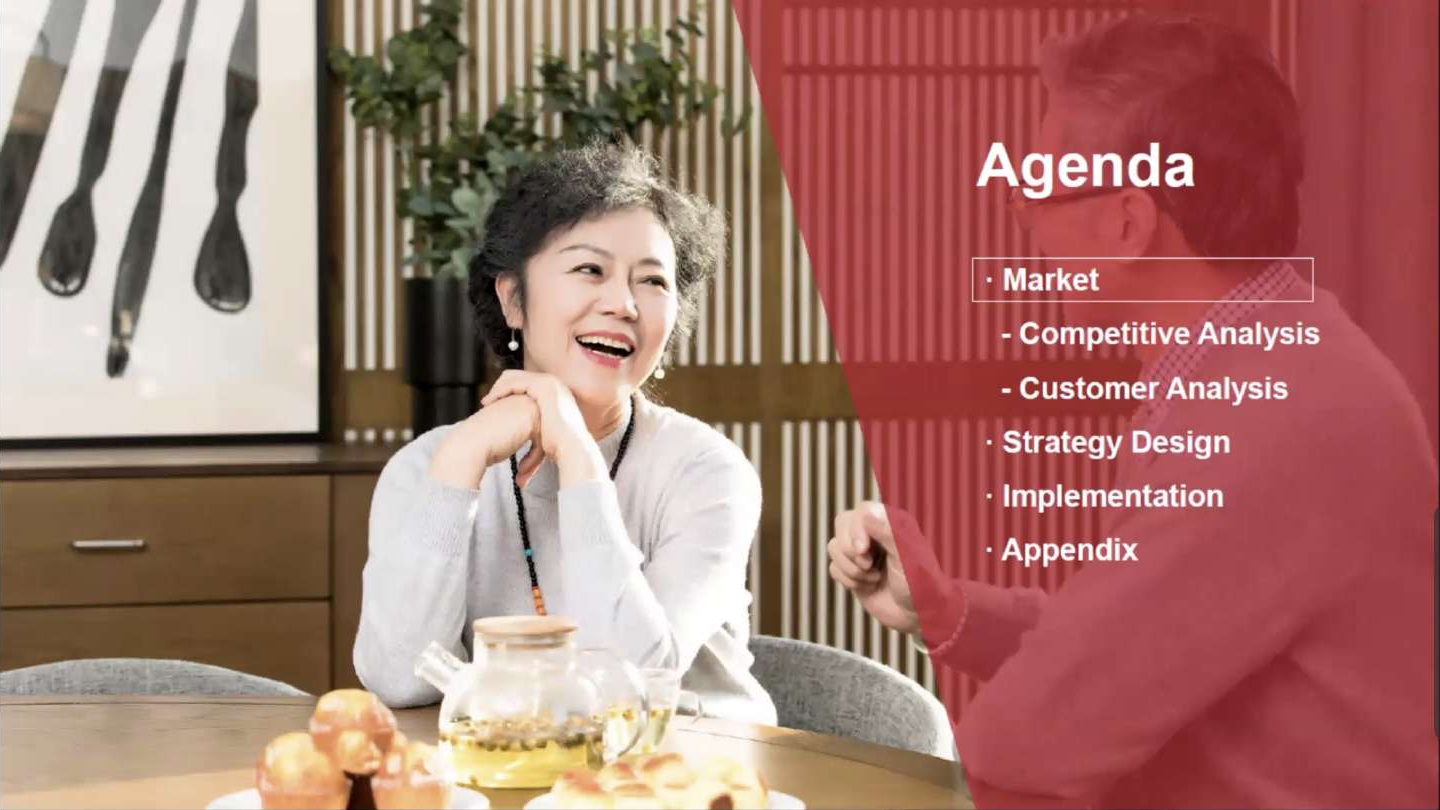 Agenda
· Market
- Competitive Analysis
- Customer Analysis
· Strategy Design
· Implementation
· Appendix